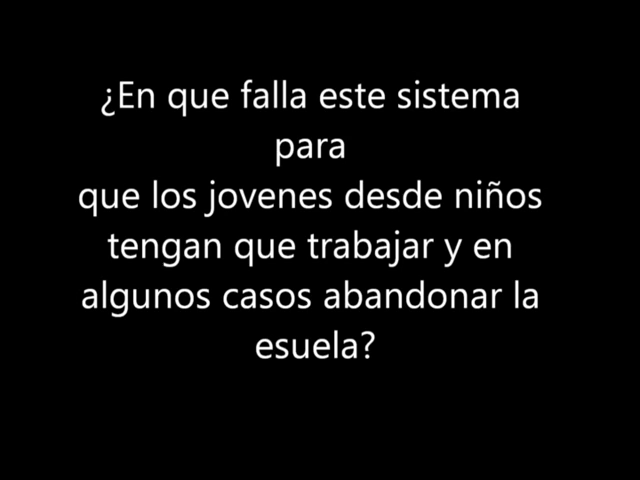 ¿En que falla este sistema
para
que los jovenes desde niños
tengan que trabajar y en
algunos casos abandonar la
esuela?